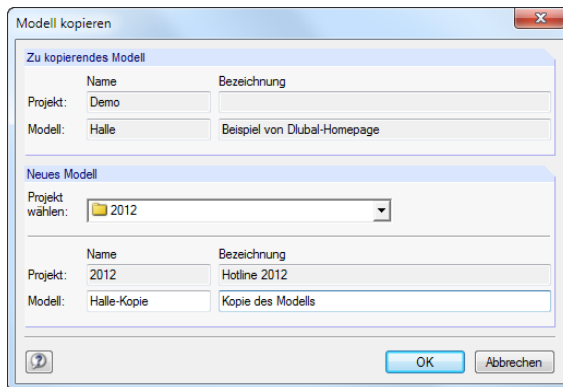 Modell kopieren
Zu kopierendes Modell
Name Bezeichnung
Projekt: Demo
Modell: Halle Beispiel von Dlubal-Homepage
Neues Modell
Projekt
wählen: 2012
Name Bezeichnung
Projekt: 2012 Hotline 2012
Modell: Halle-Kopie Kopie des Modells
OK Abbrechen